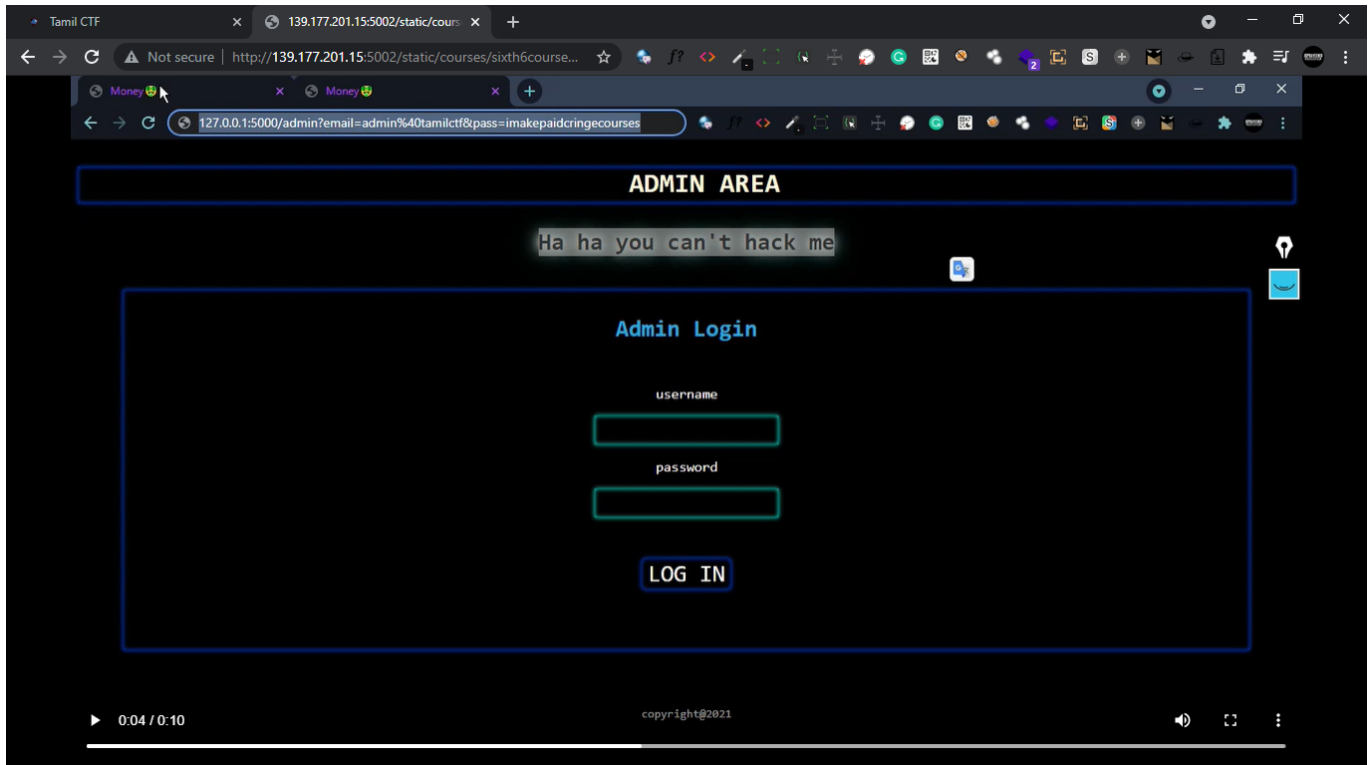 Tamil CTF
139.177.201.15:5002/static/cours
Not secure | http://139.177.201.15:5002/static/courses/sixth6course...
2
Money🤑
Money🤑
127.0.0.1:5000/admin?email=admin%40tamilctf&pass=imakepaidcringecourses
ADMIN AREA
Ha ha you can't hack me
Admin Login
username
password
LOG IN
copyright@2021
0:04 / 0:10